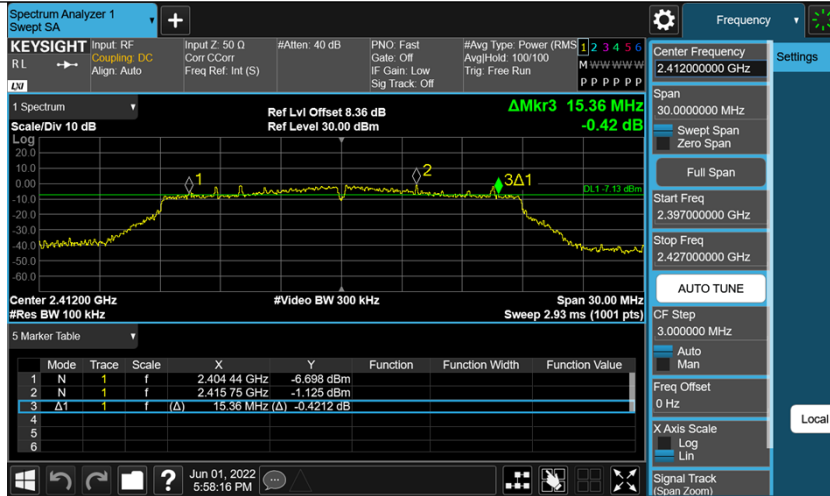 Spectrum Analyzer 1
Swept SA
Frequency
KEYSIGHT
RL
LXI
Input: RF
Coupling: DC
Align: Auto
Input Z: 50 Ω
Corr CCorr
Freq Ref: Int (S)
#Atten: 40 dB
PNO: Fast
Gate: Off
IF Gain: Low
Sig Track: Off
#Avg Type: Power (RMS
Avg|Hold: 100/100
Trig: Free Run
1 2 3 4 5 6
M W W W W W
P P P P P P
1 Spectrum
Scale/Div 10 dB
Ref Lvl Offset 8.36 dB
Ref Level 30.00 dBm
ΔMkr3 15.36 MHz
-0.42 dB
Log
20.0
10.0
0.00
-10.0
-20.0
-30.0
-40.0
-50.0
-60.0
1
2
3Δ1
DL1 -7.13 dBm
Center 2.41200 GHz
#Res BW 100 kHz
#Video BW 300 kHz
Span 30.00 MHz
Sweep 2.93 ms (1001 pts)
5 Marker Table
Mode Trace Scale X Y Function Function Width Function Value
1 N 1 f 2.404 44 GHz -6.698 dBm
2 N 1 f 2.415 75 GHz -1.125 dBm
3 Δ1 1 f (Δ) 15.36 MHz (Δ) -0.4212 dB
4
5
6
Jun 01, 2022
5:58:16 PM
Center Frequency
2.412000000 GHz
Settings
Span
30.0000000 MHz
Swept Span
Zero Span
Full Span
Start Freq
2.397000000 GHz
Stop Freq
2.427000000 GHz
AUTO TUNE
CF Step
3.000000 MHz
Auto
Man
Freq Offset
0 Hz
Local
X Axis Scale
Log
Lin
Signal Track
(Span Zoom)